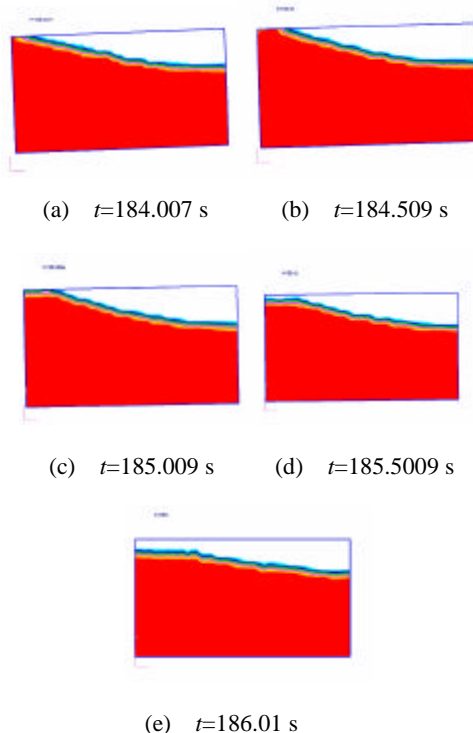 (a) t=184.007 s (b) t=184.509 s
(c) t=185.009 s (d) t=185.5009 s
(e) t=186.01 s